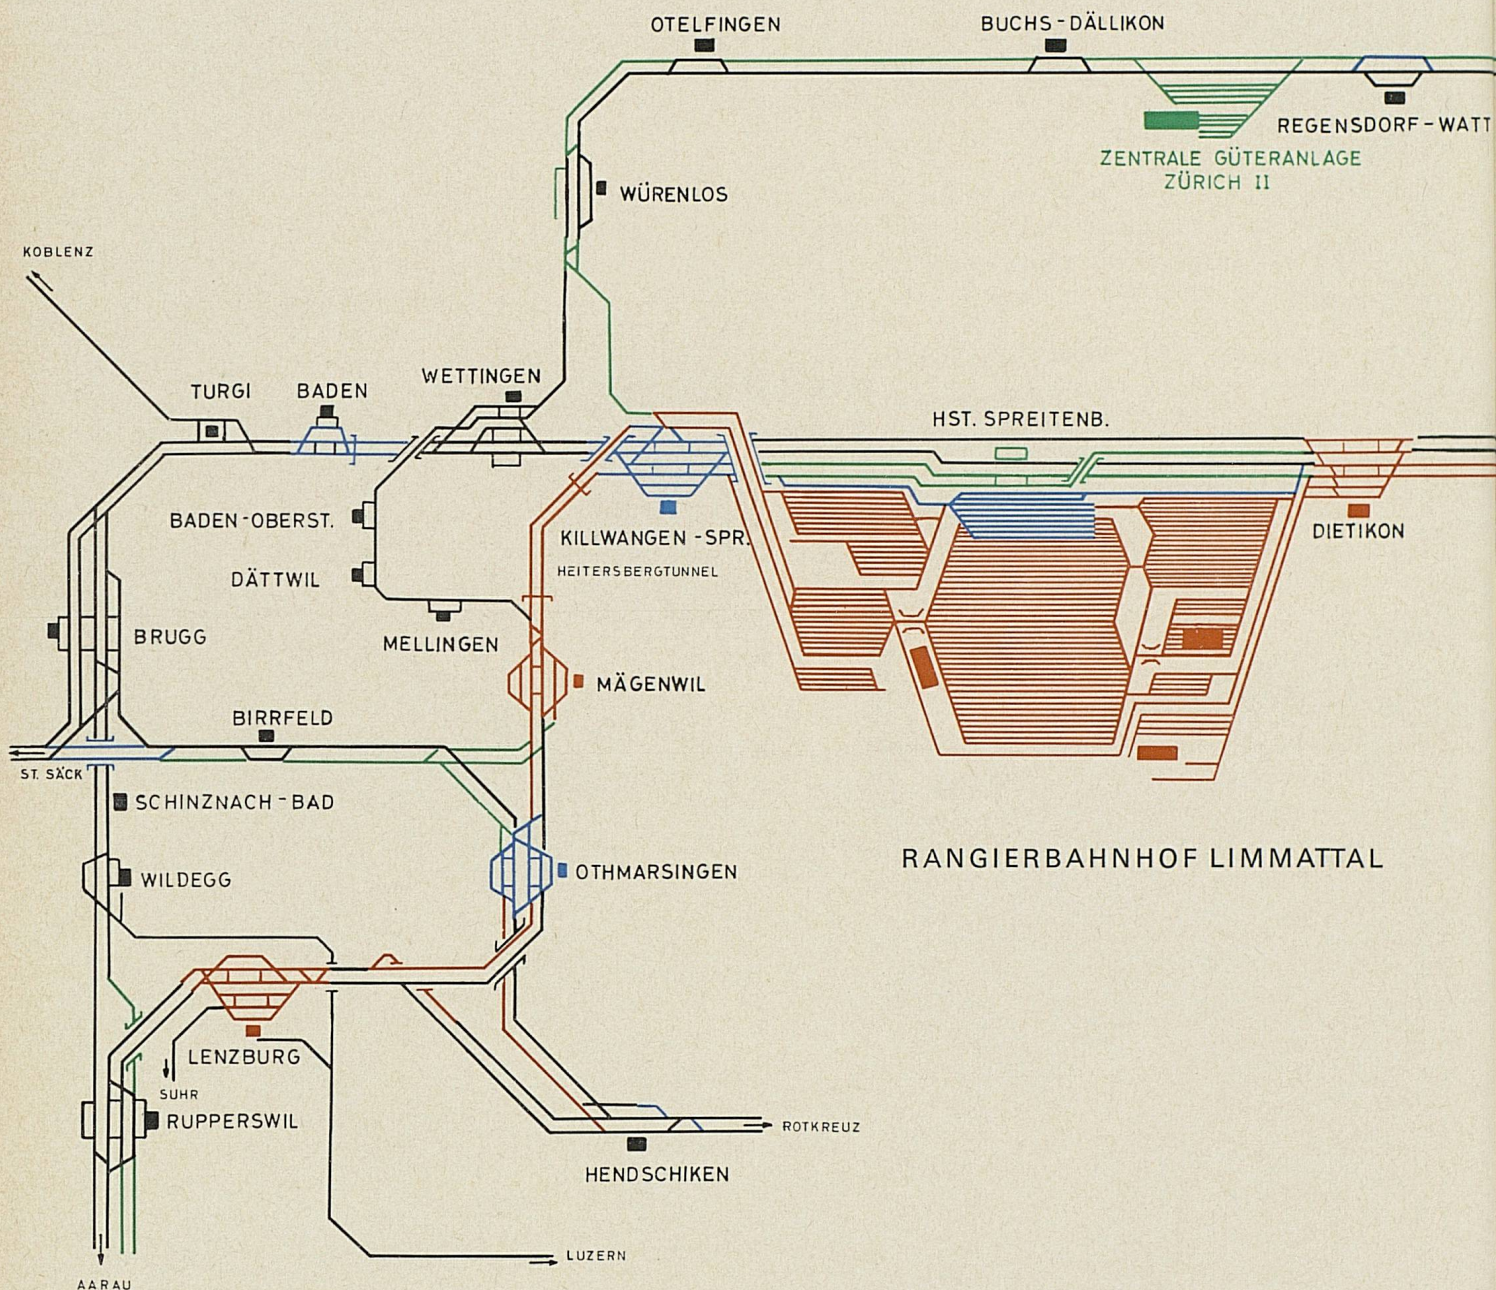 OTELFINGEN
BUCHS-DÄLLIKON
REGENSDORF-WATT
ZENTRALE GÜTERANLAGE
ZÜRICH II
WÜRENLOS
KOBLENZ
TURGI
BADEN
WETTINGEN
HST. SPREITENB.
BADEN-OBERST.
KILLWANGEN-SPR.
DIETIKON
DÄTTWIL
HEITERSBERGTUNNEL
BRUGG
MELLINGEN
MÄGENWIL
BIRRFELD
ST. SÄCK
SCHINZNACH-BAD
WILDEGG
OTHMARSINGEN
RANGIERBAHNHOF LIMMATTAL
LENZBURG
SUHR
RUPPERSWIL
ROTKREUZ
HENDSCHIKEN
LUZERN
AARAU